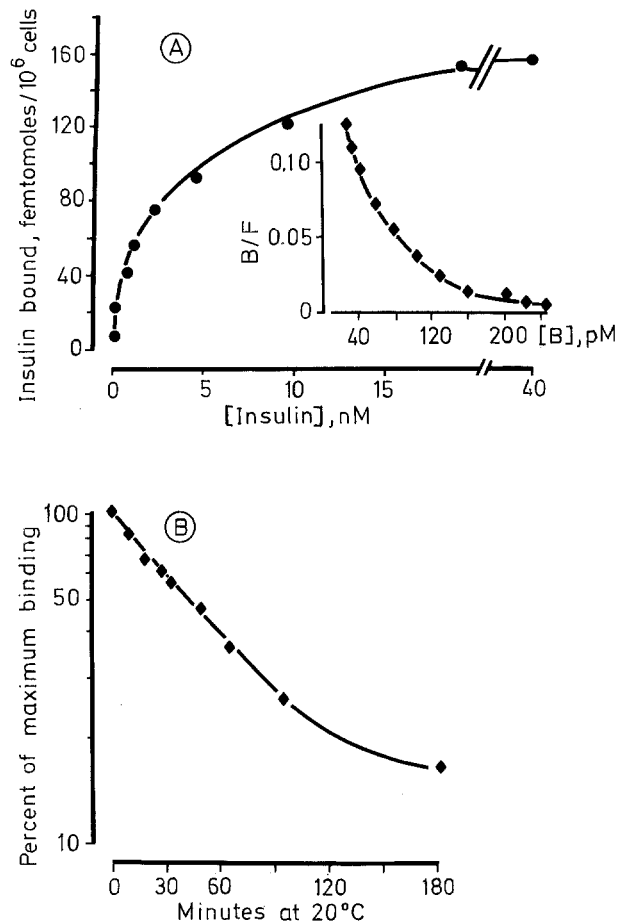 A
Insulin bound, femtomoles/10⁶ cells
160
120
80
40
0
0
5
10
15
40
[Insulin],nM
B/F
0,10
0.05
0
40
120
200 [B],pM
B
Percent of maximum binding
100
50
10
0
30
60
120
180
Minutes at 20°C